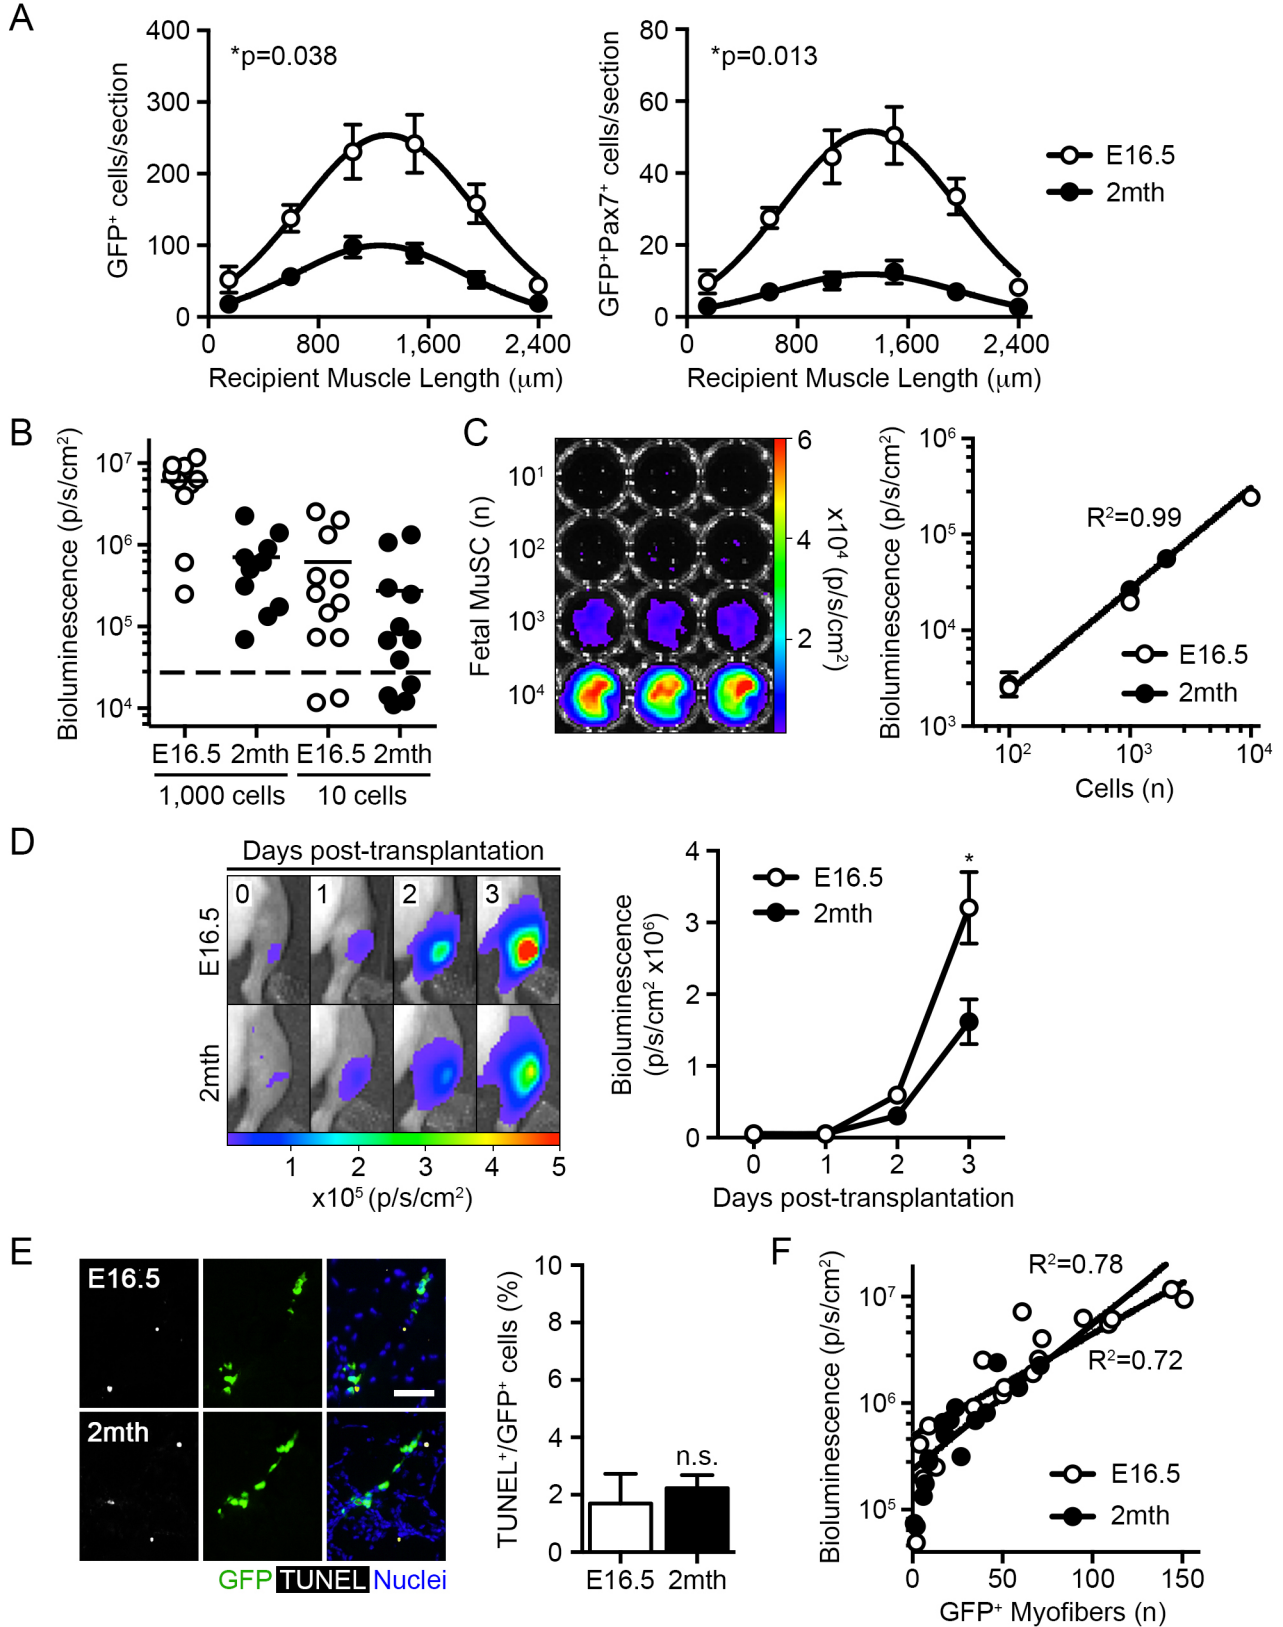 A
400
300
200
100
0
GFP⁺ cells/section
*p=0.038
0 800 1,600 2,400
Recipient Muscle Length (μm)
80
60
40
20
0
GFP⁺Pax7⁺ cells/section
*p=0.013
0 800 1,600 2,400
Recipient Muscle Length (μm)
E16.5
2mth
B
Bioluminescence (p/s/cm²)
10⁷
10⁶
10⁵
10⁴
E16.5 2mth E16.5 2mth
1,000 cells 10 cells
C
Fetal MuSC (n)
10¹
10²
10³
10⁴
6
4
2
x10⁴ (p/s/cm²)
Bioluminescence (p/s/cm²)
10⁶
10⁵
10⁴
10³
R²=0.99
E16.5
2mth
10² 10³ 10⁴
Cells (n)
D
Days post-transplantation
0 1 2 3
E16.5
2mth
1 2 3 4 5
x10⁵ (p/s/cm²)
Bioluminescence
(p/s/cm² x10⁶)
4
3
2
1
0
E16.5
2mth
*
0 1 2 3
Days post-transplantation
E
E16.5
2mth
GFP TUNEL Nuclei
TUNEL⁺/GFP⁺ cells (%)
10
8
6
4
2
0
n.s.
E16.5 2mth
F
Bioluminescence (p/s/cm²)
10⁷
10⁶
10⁵
R²=0.78
R²=0.72
E16.5
2mth
0 50 100 150
GFP⁺ Myofibers (n)